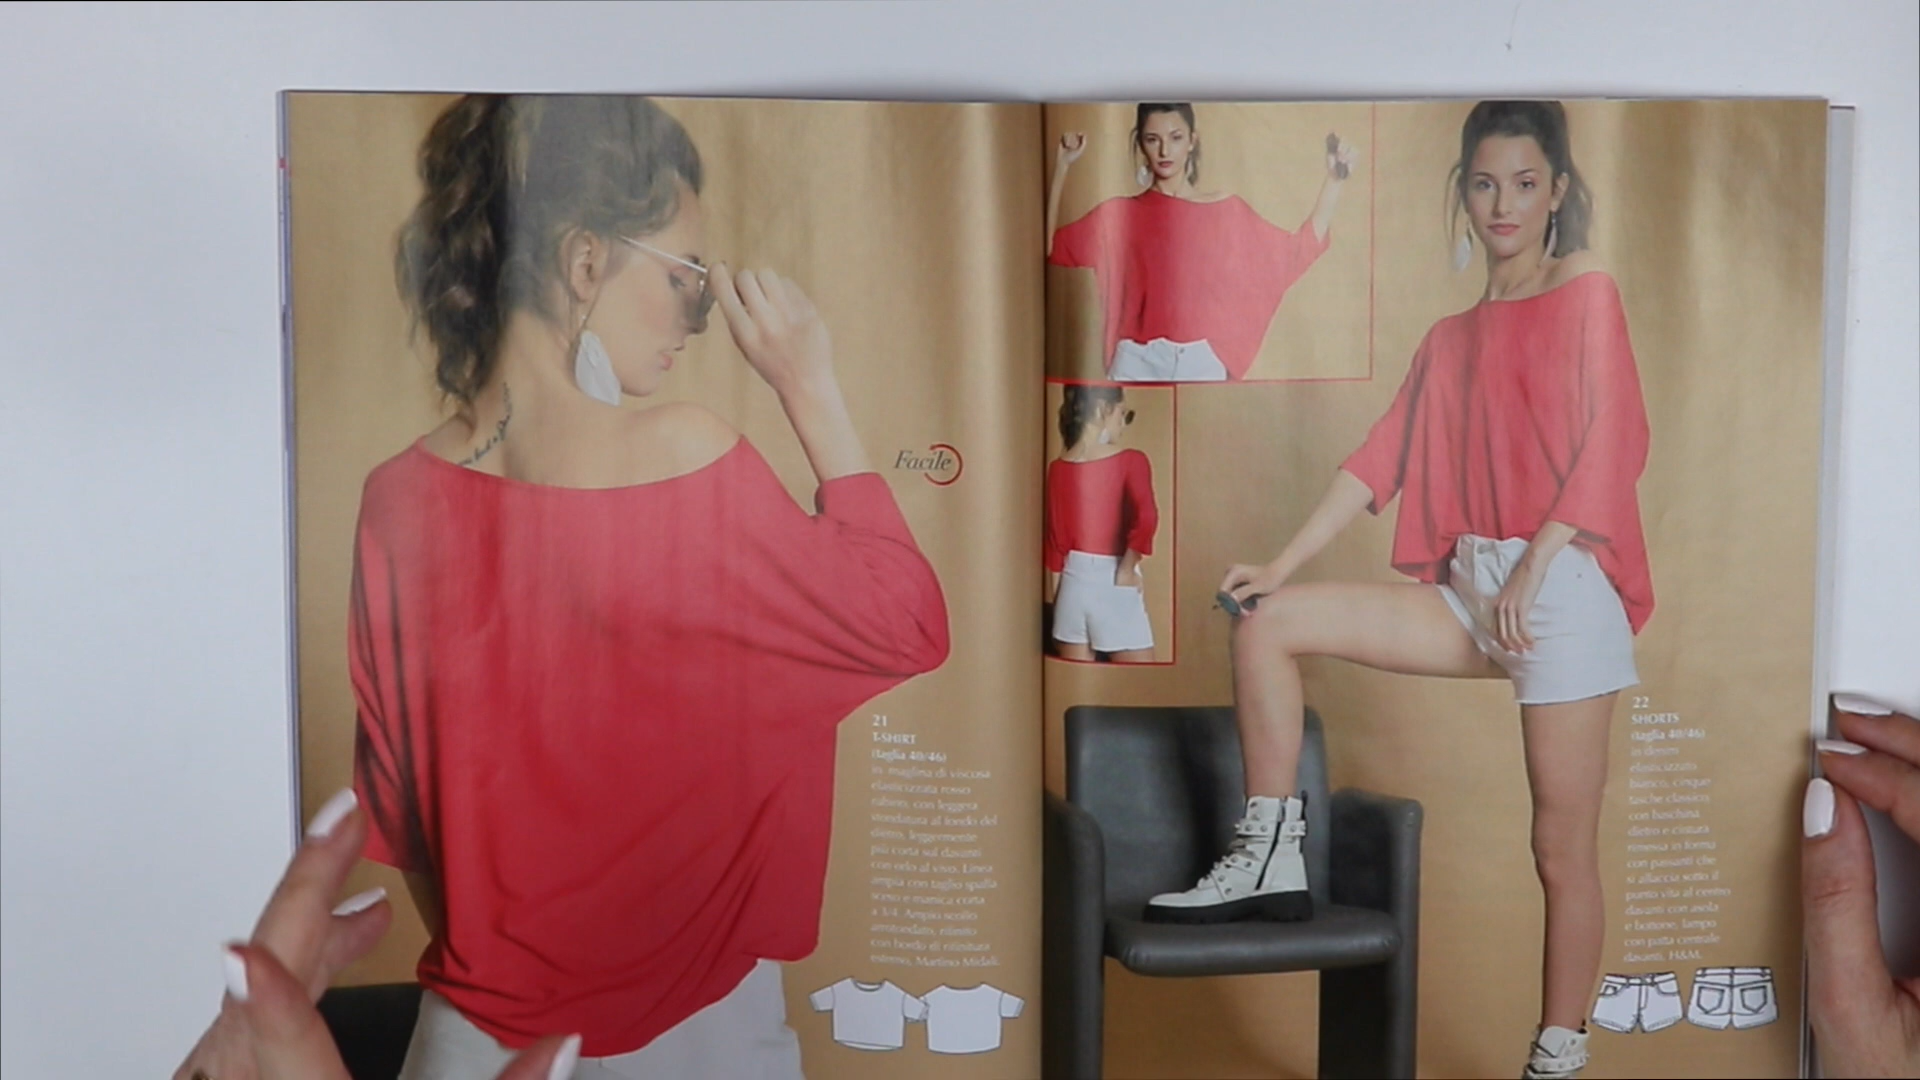 Facile
21
T-SHIRT
(taglia 40/46)
in maglina di viscosa
elasticizzata rosso
rubino, con leggera
stondatura al fondo del
dietro, leggermente
più corta sul davanti
con orlo al vivo. Linea
ampia con taglio spalla
sceso e manica corta
a 3/4. Ampio scollo
arrotondato, rifinito
con bordo di rifinitura
esterno, Martino Midali.
22
SHORTS
(taglia 40/46)
in denim
elasticizzato
bianco, cinque
tasche classico
con baschina
dietro e cintura
rimessa in forma
con passanti che
si allaccia sotto il
punto vita al centro
davanti con asola
e bottone, lampo
con patta centrale
davanti, H&M.